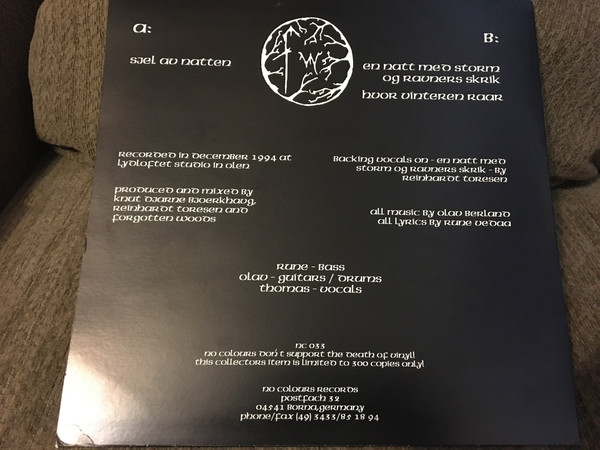 A:
B:
sjel av natten
en natt med storm
og ravners skrik
hvor vinteren raar
recorded in december 1994 at
lydloftet studio in olen
produced and mixed by
knut bjarne bjoerkhavg,
reinhardt toresen and
forgotten woods
backing vocals on - en natt med
storm og ravners skrik - by
reinhardt toresen
all music by olav berland
all lyrics by rune vedaa
rune - bass
olav - guitars / drums
thomas - vocals
nc 033
no colours don't support the death of vinyl!
this collectors item is limited to 300 copies only!
no colours records
postfach 32
04541 borna,germany
phone/fax (49) 3433/85 18 94